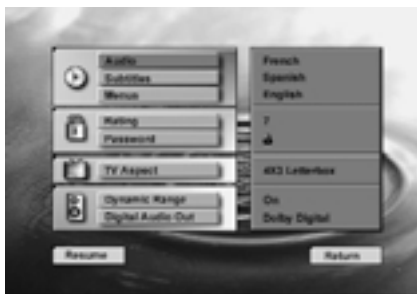 Audio French
Subtitles Spanish
Menus English
Rating 7
Password
TV Aspect 4X3 Letterbox
Dynamic Range On
Digital Audio Out Dolby Digital
Resume Return